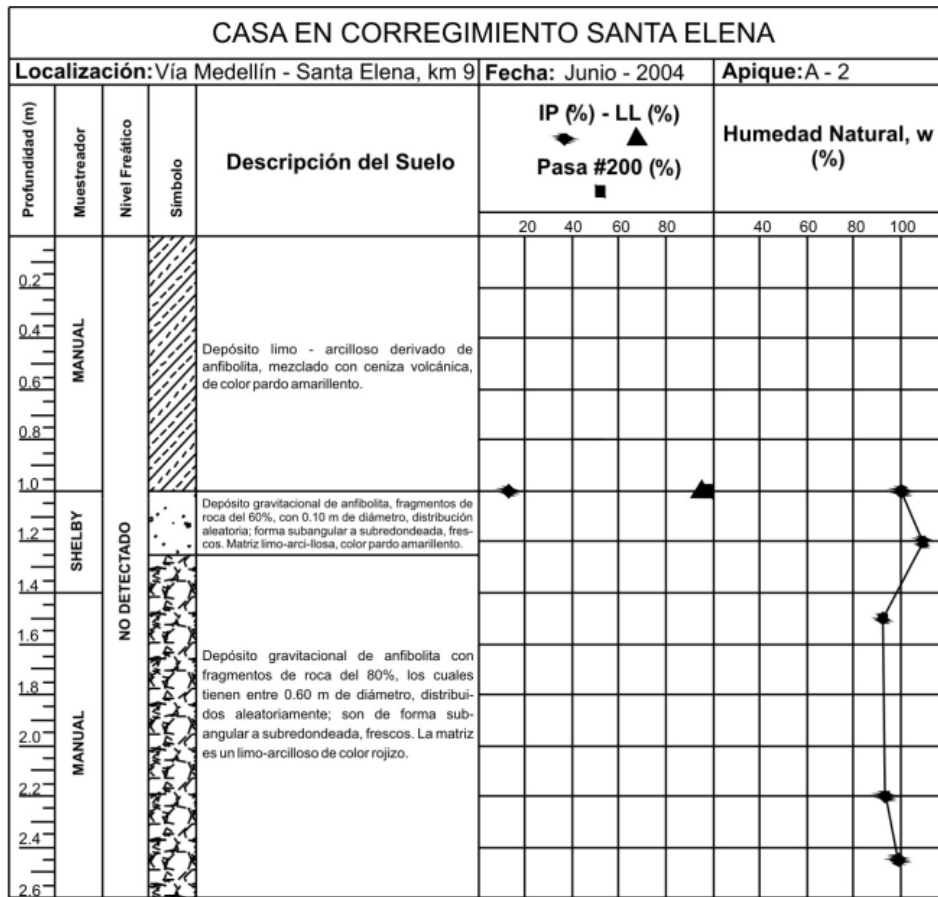 CASA EN CORREGIMIENTO SANTA ELENA
Localización: Vía Medellín - Santa Elena, km 9
Fecha: Junio - 2004
Apique: A - 2
Profundidad (m)
Muestreador
Nivel Freático
Símbolo
Descripción del Suelo
IP (%) - LL (%)
Pasa #200 (%)
Humedad Natural, w
(%)
20 40 60 80
40 60 80 100
0.2
0.4
0.6
0.8
1.0
1.2
1.4
1.6
1.8
2.0
2.2
2.4
2.6
MANUAL
SHELBY
MANUAL
NO DETECTADO
Depósito limo - arcilloso derivado de
anfibolita, mezclado con ceniza volcánica,
de color pardo amarillento.
Depósito gravitacional de anfibolita, fragmentos de
roca del 60%, con 0.10 m de diámetro, distribución
aleatoria; forma subangular a subredondeada, fres-
cos. Matriz limo-arci-llosa, color pardo amarillento.
Depósito gravitacional de anfibolita con
fragmentos de roca del 80%, los cuales
tienen entre 0.60 m de diámetro, distribui-
dos aleatoriamente; son de forma sub-
angular a subredondeada, frescos. La matriz
es un limo-arcilloso de color rojizo.